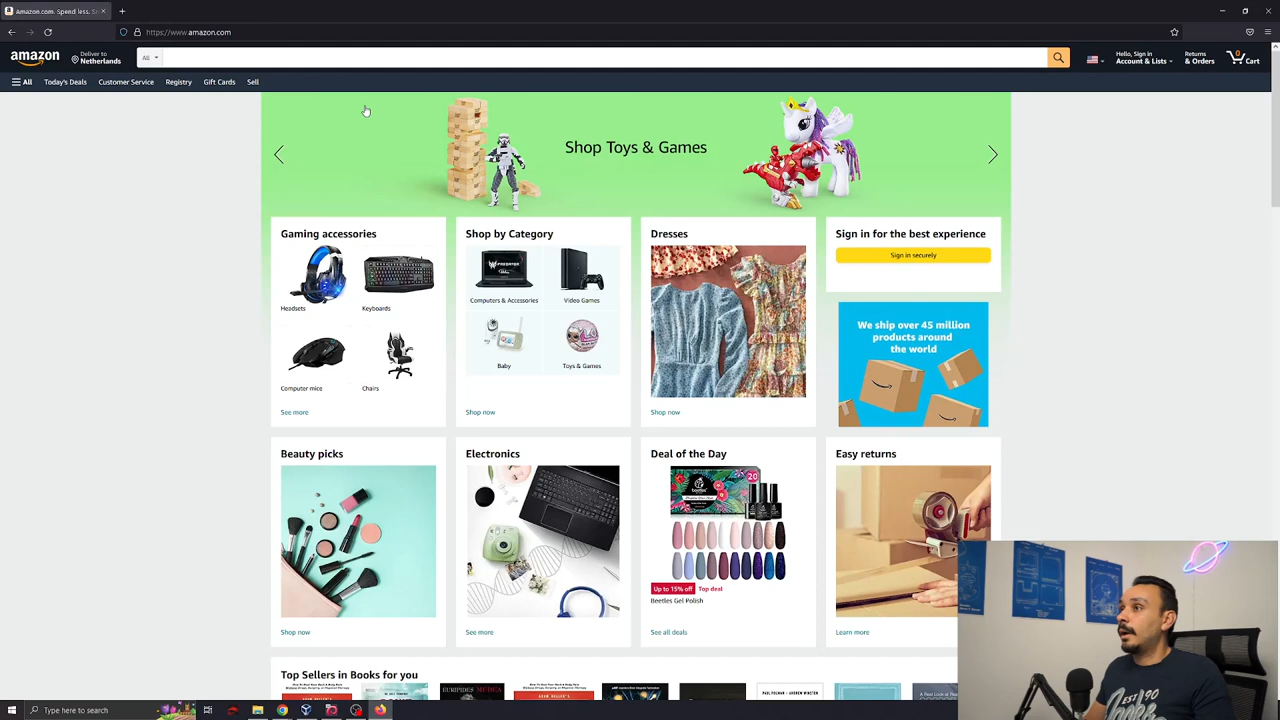 Amazon.com. Spend less. S
https://www.amazon.com
amazon
Deliver to
Netherlands
All
Hello, Sign in
Account & Lists
Returns
& Orders
0
Cart
All
Today's Deals
Customer Service
Registry
Gift Cards
Sell
Shop Toys & Games
Gaming accessories
Headsets
Keyboards
Computer mice
Chairs
See more
Shop by Category
PREDATOR
Computers & Accessories
Video Games
Baby
Toys & Games
Shop now
Dresses
Shop now
Sign in for the best experience
Sign in securely
We ship over 45 million
products around
the world
Beauty picks
Shop now
Electronics
See more
Deal of the Day
beetles
20
Up to 15% off
Top deal
Beetles Gel Polish
See all deals
Easy returns
Learn more
Top Sellers in Books for you
EURIPIDES MEDEA
Type here to search